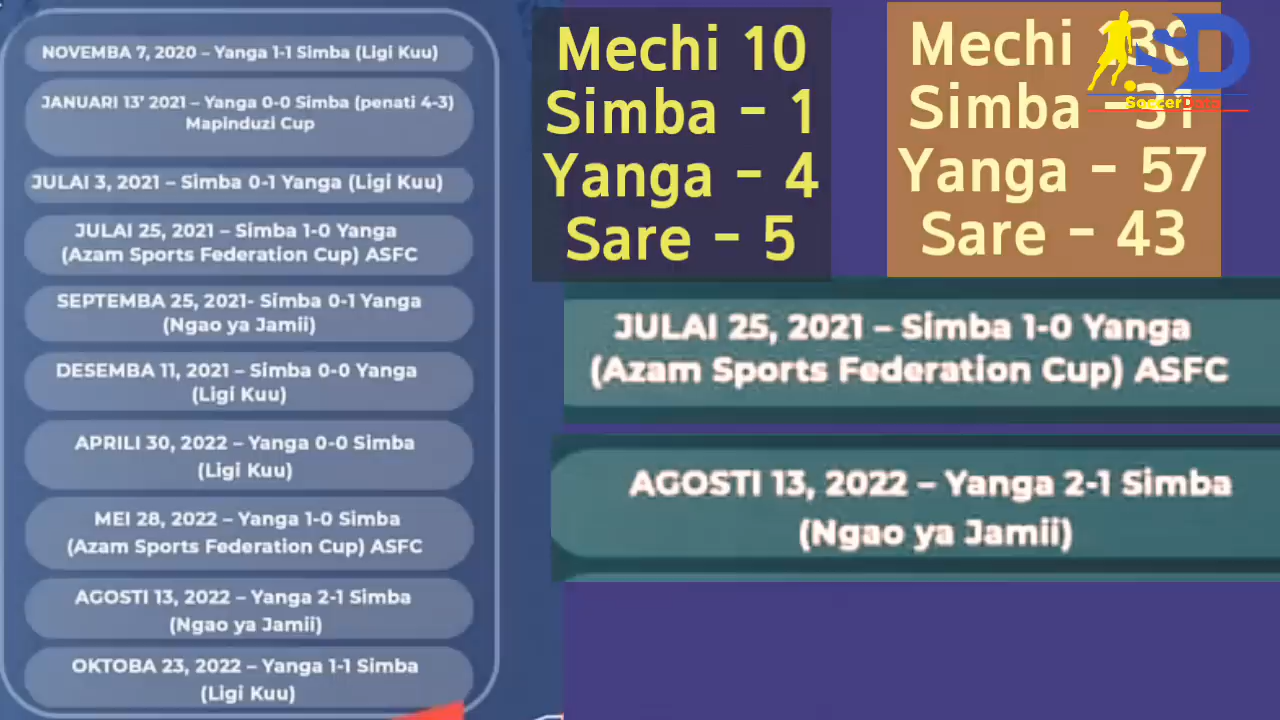 NOVEMBA 7, 2020 – Yanga 1-1 Simba (Ligi Kuu)
JANUARI 13' 2021 – Yanga 0-0 Simba (penati 4-3)
Mapinduzi Cup
JULAI 3, 2021 – Simba 0-1 Yanga (Ligi Kuu)
JULAI 25, 2021 – Simba 1-0 Yanga
(Azam Sports Federation Cup) ASFC
SEPTEMBA 25, 2021- Simba 0-1 Yanga
(Ngao ya Jamii)
DESEMBA 11, 2021 – Simba 0-0 Yanga
(Ligi Kuu)
APRILI 30, 2022 – Yanga 0-0 Simba
(Ligi Kuu)
MEI 28, 2022 – Yanga 1-0 Simba
(Azam Sports Federation Cup) ASFC
AGOSTI 13, 2022 – Yanga 2-1 Simba
(Ngao ya Jamii)
OKTOBA 23, 2022 – Yanga 1-1 Simba
(Ligi Kuu)
Mechi 10
Simba - 1
Yanga - 4
Sare - 5
Mechi
Simba - 31
Yanga - 57
Sare - 43
SD
SoccerData
JULAI 25, 2021 – Simba 1-0 Yanga
(Azam Sports Federation Cup) ASFC
AGOSTI 13, 2022 – Yanga 2-1 Simba
(Ngao ya Jamii)